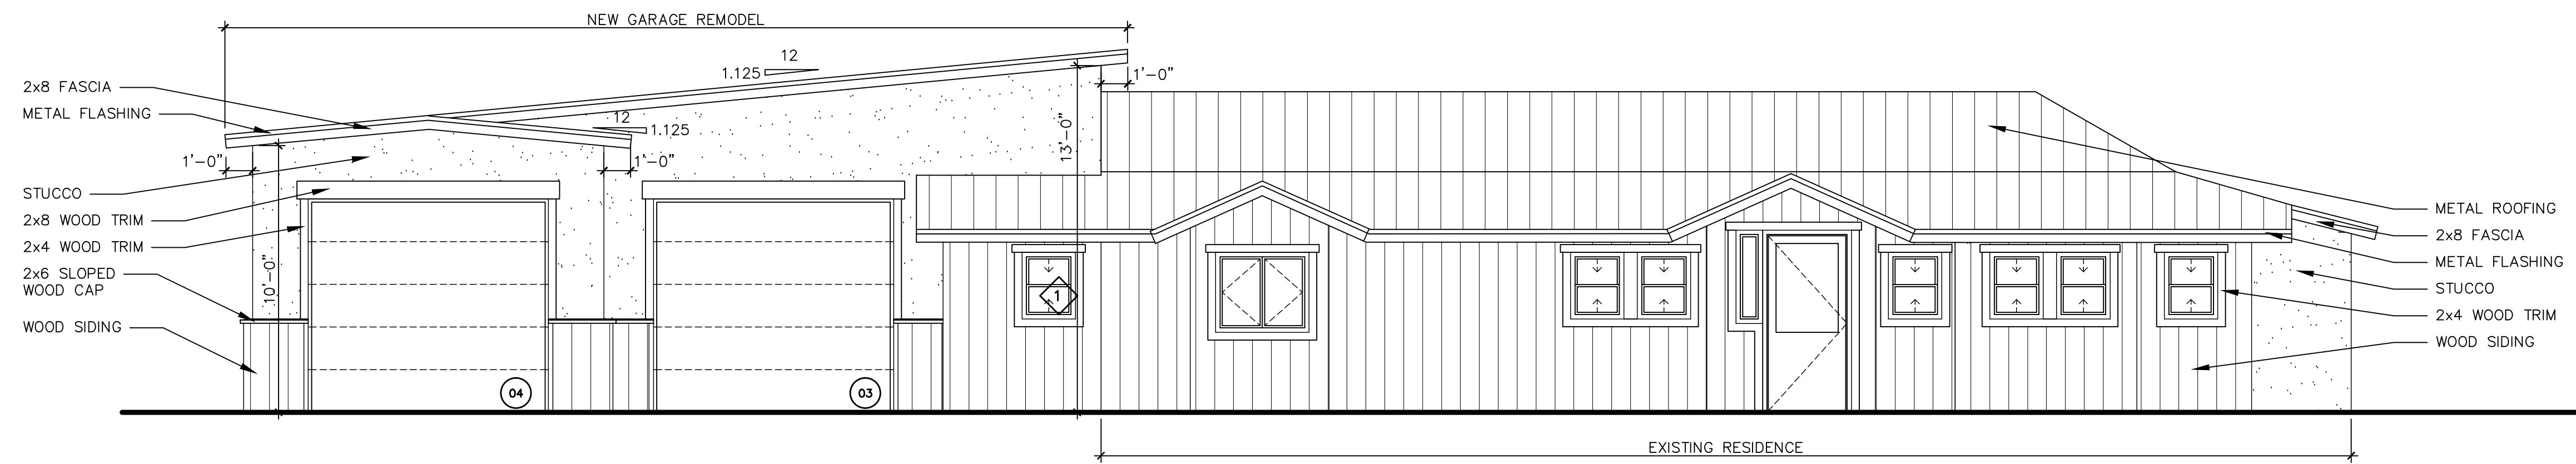 NEW GARAGE REMODEL
12
1.125
1'-0"
2x8 FASCIA
METAL FLASHING
12
1.125
1'-0"
1'-0"
13'-0"
STUCCO
2x8 WOOD TRIM
2x4 WOOD TRIM
2x6 SLOPED
WOOD CAP
WOOD SIDING
10'-0"
04
03
1
METAL ROOFING
2x8 FASCIA
METAL FLASHING
STUCCO
2x4 WOOD TRIM
WOOD SIDING
EXISTING RESIDENCE